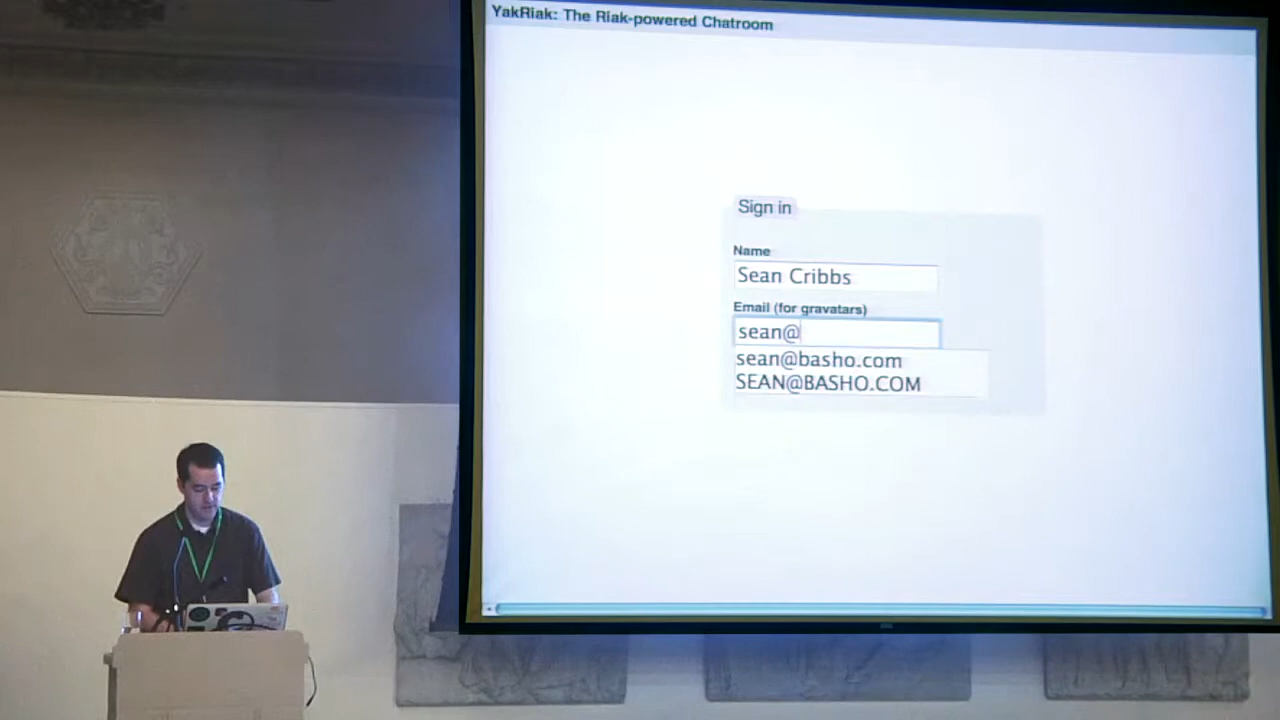 YakRiak: The Riak-powered Chatroom
Sign in
Name
Sean Cribbs
Email (for gravatars)
sean@
sean@basho.com
SEAN@BASHO.COM